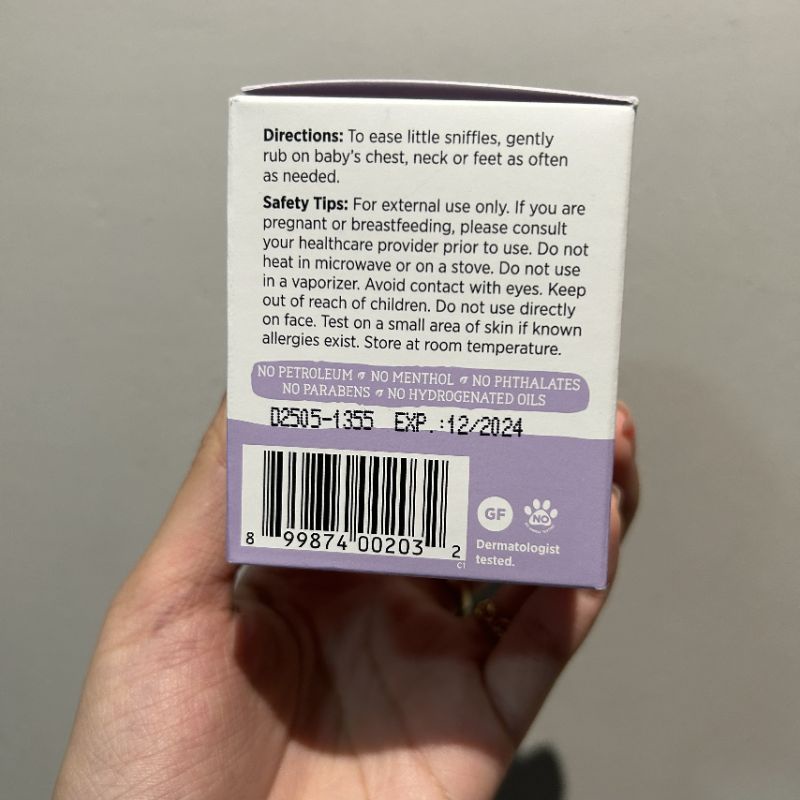 Directions: To ease little sniffles, gently
rub on baby's chest, neck or feet as often
as needed.
Safety Tips: For external use only. If you are
pregnant or breastfeeding, please consult
your healthcare provider prior to use. Do not
heat in microwave or on a stove. Do not use
in a vaporizer. Avoid contact with eyes. Keep
out of reach of children. Do not use directly
on face. Test on a small area of skin if known
allergies exist. Store at room temperature.
NO PETROLEUM NO MENTHOL NO PHTHALATES
NO PARABENS NO HYDROGENATED OILS
D2505-1355 EXP.:12/2024
8 99874 00203 2
C1
GF
NO
Dermatologist
tested.